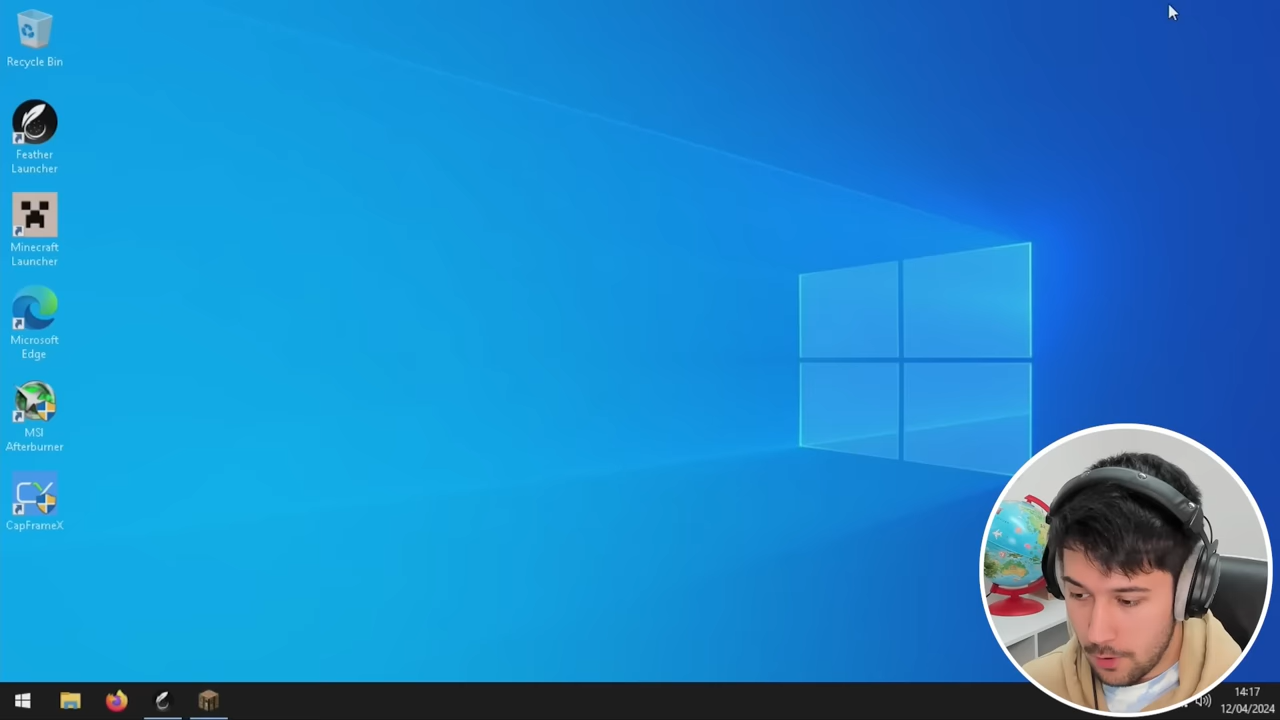 Recycle Bin
Feather
Launcher
Minecraft
Launcher
Microsoft
Edge
MSI
Afterburner
CapFrameX
14:17
12/04/2024